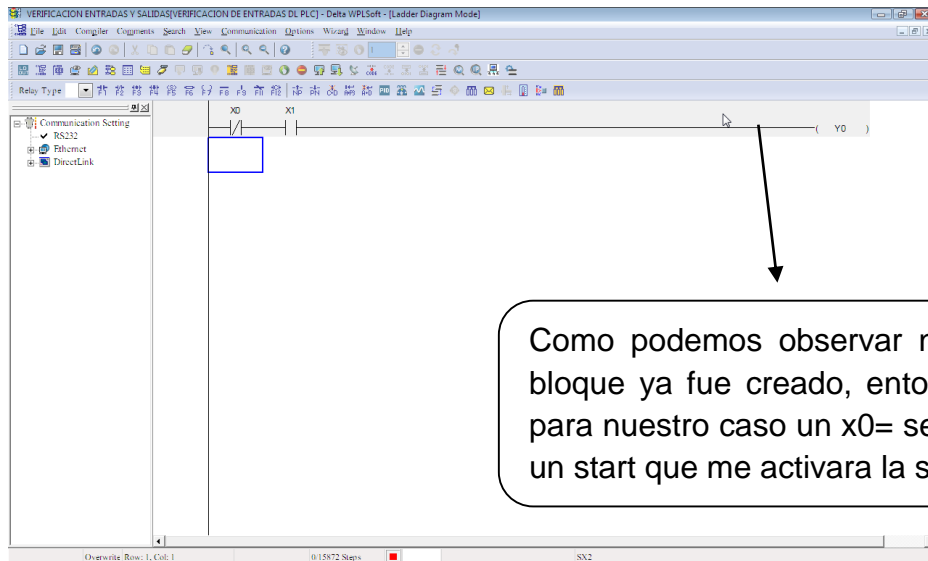 VERIFICACION ENTRADAS Y SALIDAS[VERIFICACION DE ENTRADAS DL PLC] - Delta WPLSoft - [Ladder Diagram Mode]
File Edit Compiler Comments Search View Communication Options Wizard Window Help
Relay Type
Communication Setting
RS232
Ethernet
DirectLink
X0 X1
( Y0 )
Como podemos observar
bloque ya fue creado,
para nuestro caso un x0=
un start que me activara la
Overwrite Row: 1, Col: 1 0/15872 Steps SX2